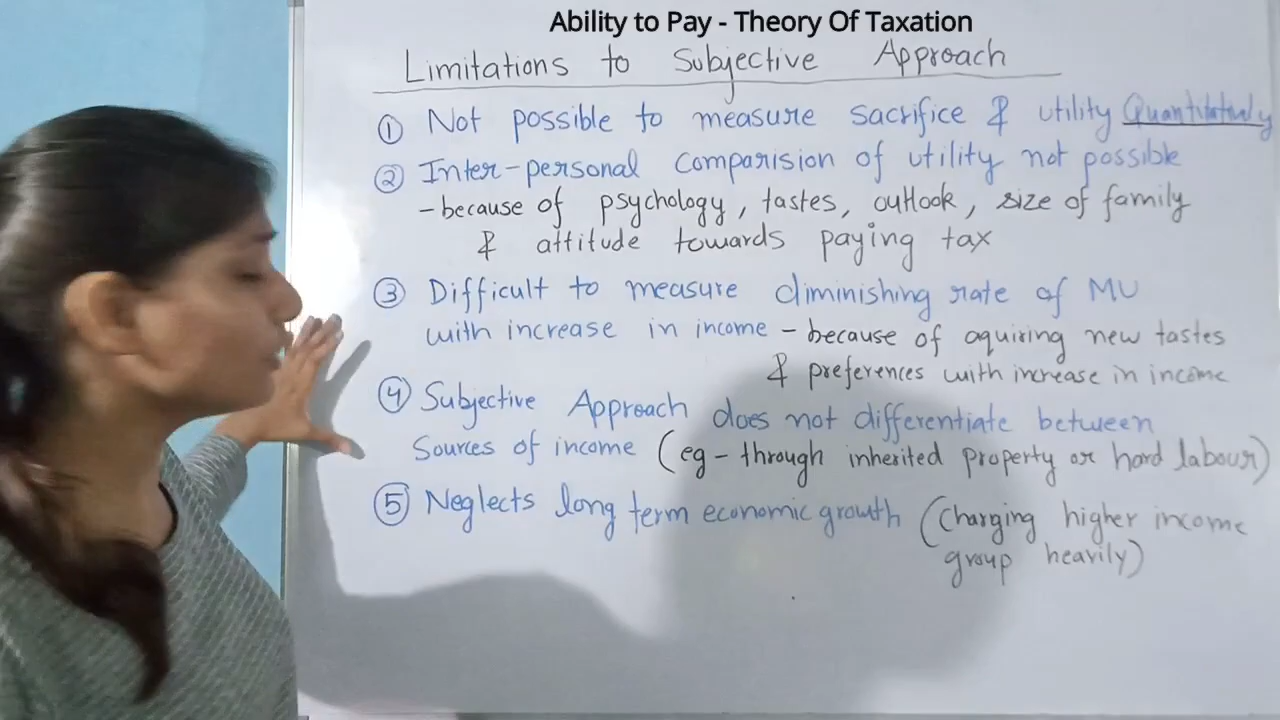 Ability to Pay - Theory Of Taxation
Limitations to Subjective Approach
① Not possible to measure sacrifice & utility Quantitatively
② Inter-personal comparision of utility not possible
- because of psychology, tastes, outlook, size of family
& attitude towards paying tax
③ Difficult to measure diminishing rate of MU
with increase in income - because of aquiring new tastes
& preferences with increase in income
④ Subjective Approach does not differentiate between
Sources of income (eg - through inherited property or hard labour)
⑤ Neglects long term economic growth (Charging higher income
group heavily)